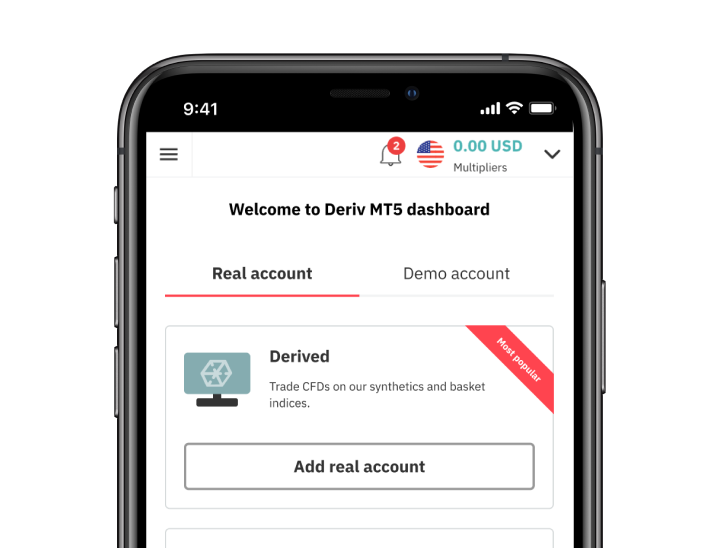 9:41
2
0.00 USD
Multipliers
Welcome to Deriv MT5 dashboard
Real account
Demo account
Most popular
Derived
Trade CFDs on our synthetics and basket
indices.
Add real account